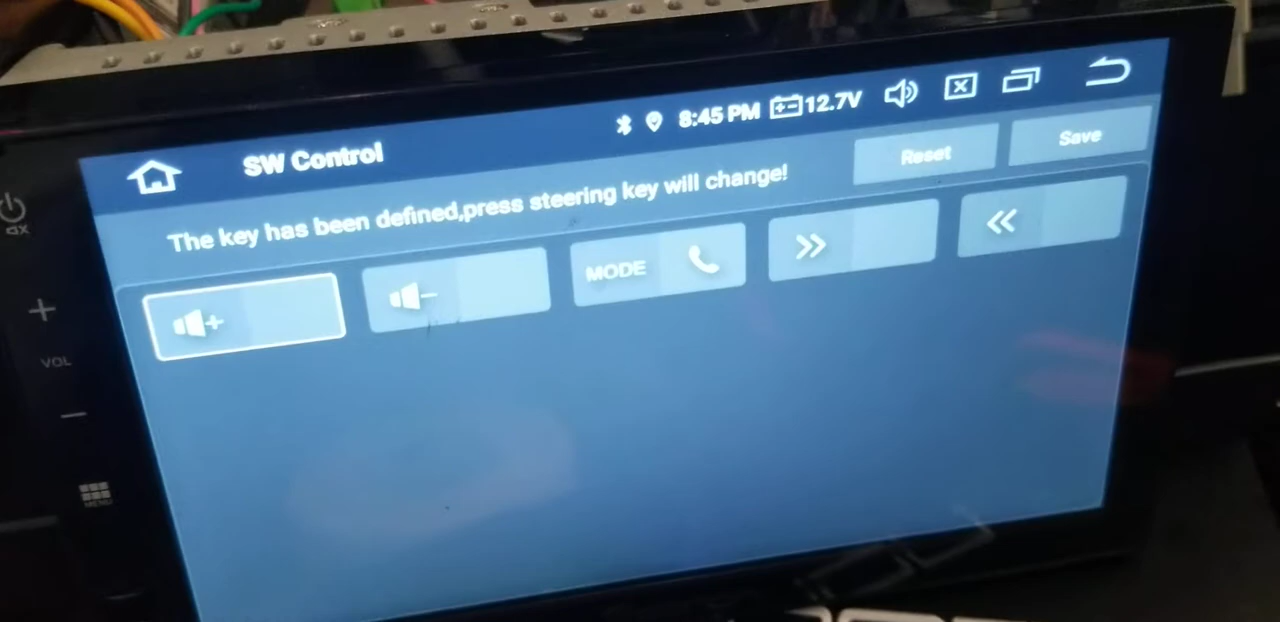 SW Control
8:45 PM 12.7V
The key has been defined,press steering key will change!
Reset
Save
MODE
VOL
MENU